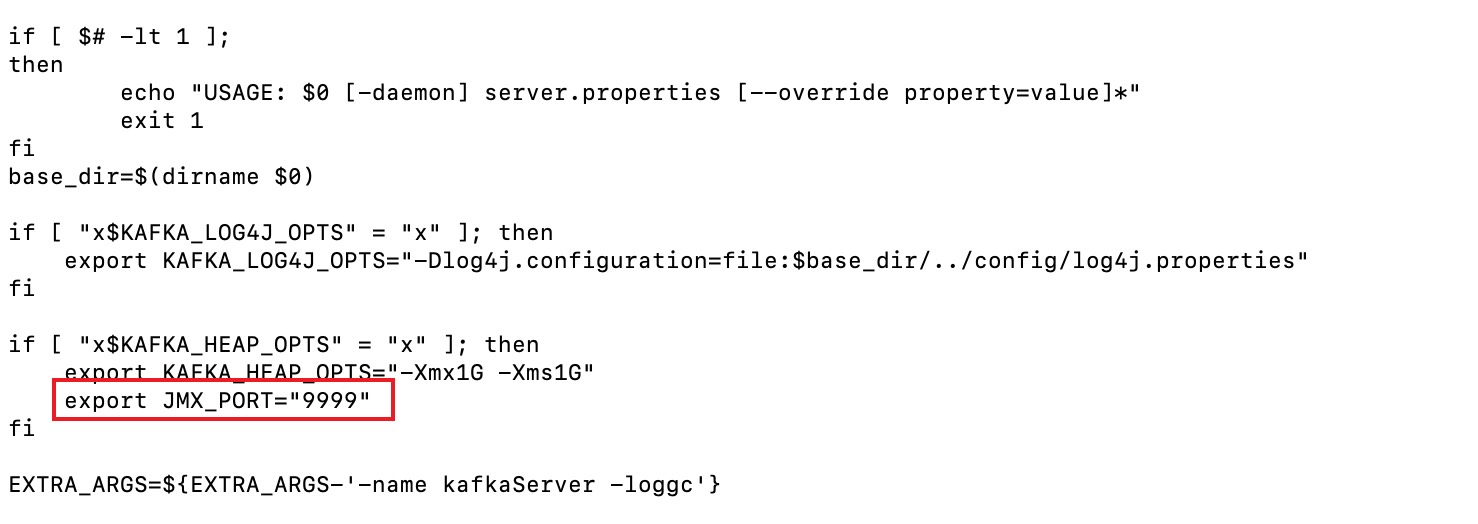 if [ $# -lt 1 ];
then
        echo "USAGE: $0 [-daemon] server.properties [--override property=value]*"
        exit 1
fi
base_dir=$(dirname $0)

if [ "x$KAFKA_LOG4J_OPTS" = "x" ]; then
    export KAFKA_LOG4J_OPTS="-Dlog4j.configuration=file:$base_dir/../config/log4j.properties"
fi

if [ "x$KAFKA_HEAP_OPTS" = "x" ]; then
    export KAFKA_HEAP_OPTS="-Xmx1G -Xms1G"
    export JMX_PORT="9999"
fi

EXTRA_ARGS=${EXTRA_ARGS-'-name kafkaServer -loggc'}